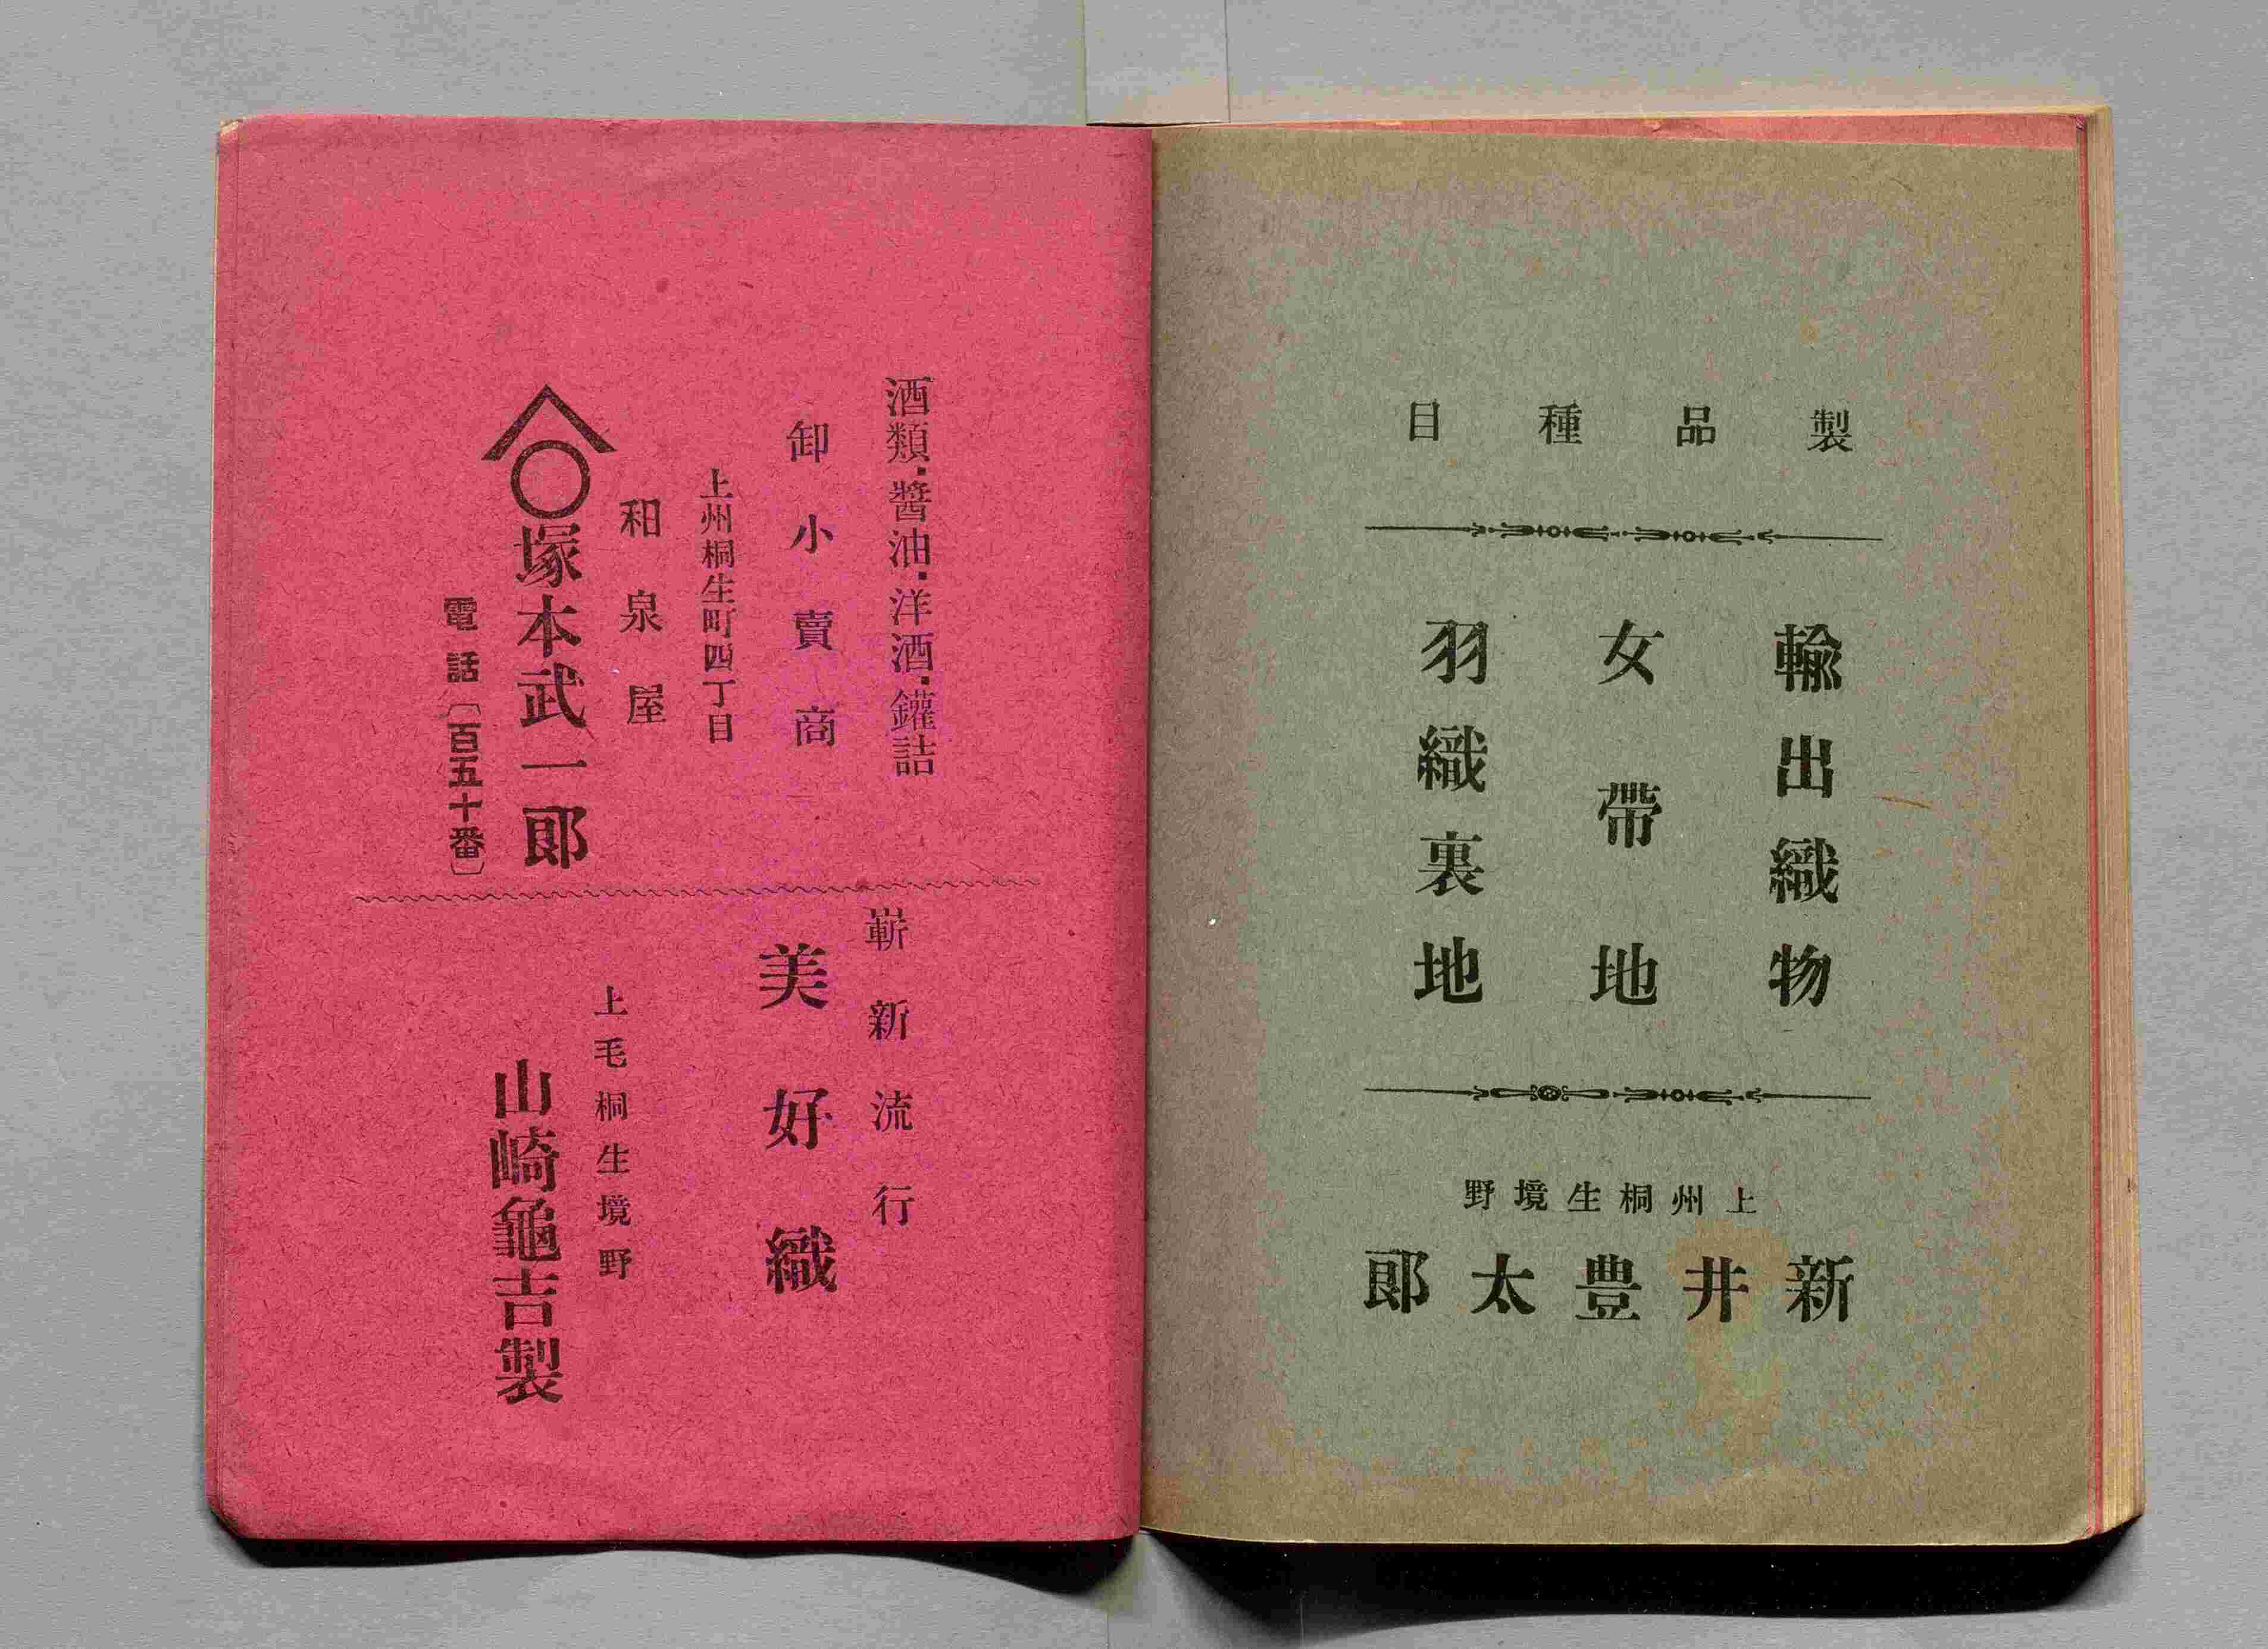 製品種目
輸出織物
女帶地
羽織裏地
上州桐生境野
新井豊太郎
酒類・醬油・洋酒・鑵詰
卸小賣商
上州桐生町四丁目
和泉屋
塚本武一郎
電話〔百五十番〕
嶄新流行
美好織
上毛桐生境野
山崎龜吉製